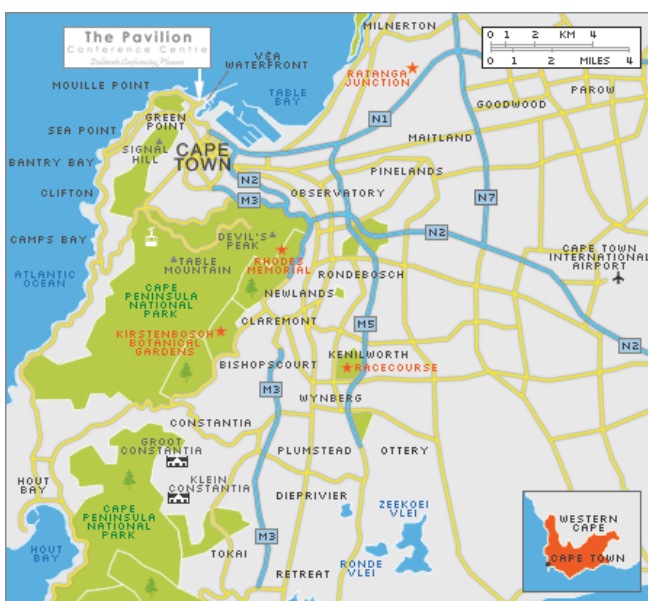 The Pavilion
Conference Centre
Deliberate Conferencing Pleasure
MILNERTON
0 1 2 KM 4
0 1 2 MILES 4
V&A
WATERFRONT
RATANGA
JUNCTION
MOUILLE POINT
TABLE
BAY
PAROW
GOODWOOD
GREEN
POINT
N1
SEA POINT
MAITLAND
SIGNAL
HILL
CAPE
TOWN
BANTRY BAY
PINELANDS
N2
OBSERVATORY
CLIFTON
M3
N7
DEVIL'S
PEAK
N2
CAMPS BAY
CAPE TOWN
INTERNATIONAL
AIRPORT
TABLE
MOUNTAIN
RHODES
MEMORIAL
ATLANTIC
OCEAN
RONDEBOSCH
CAPE
PENINSULA
NATIONAL
PARK
NEWLANDS
CLAREMONT
M5
KIRSTENBOSCH
BOTANICAL
GARDENS
N2
KENILWORTH
RACECOURSE
BISHOPSCOURT
M3
WYNBERG
CONSTANTIA
GROOT
CONSTANTIA
PLUMSTEAD
OTTERY
HOUT
BAY
KLEIN
CONSTANTIA
DIEPRIVIER
ZEEKOEI
VLEI
CAPE
PENINSULA
NATIONAL
PARK
WESTERN
CAPE
CAPE TOWN
M3
HOUT
BAY
TOKAI
RONDE
VLEI
RETREAT